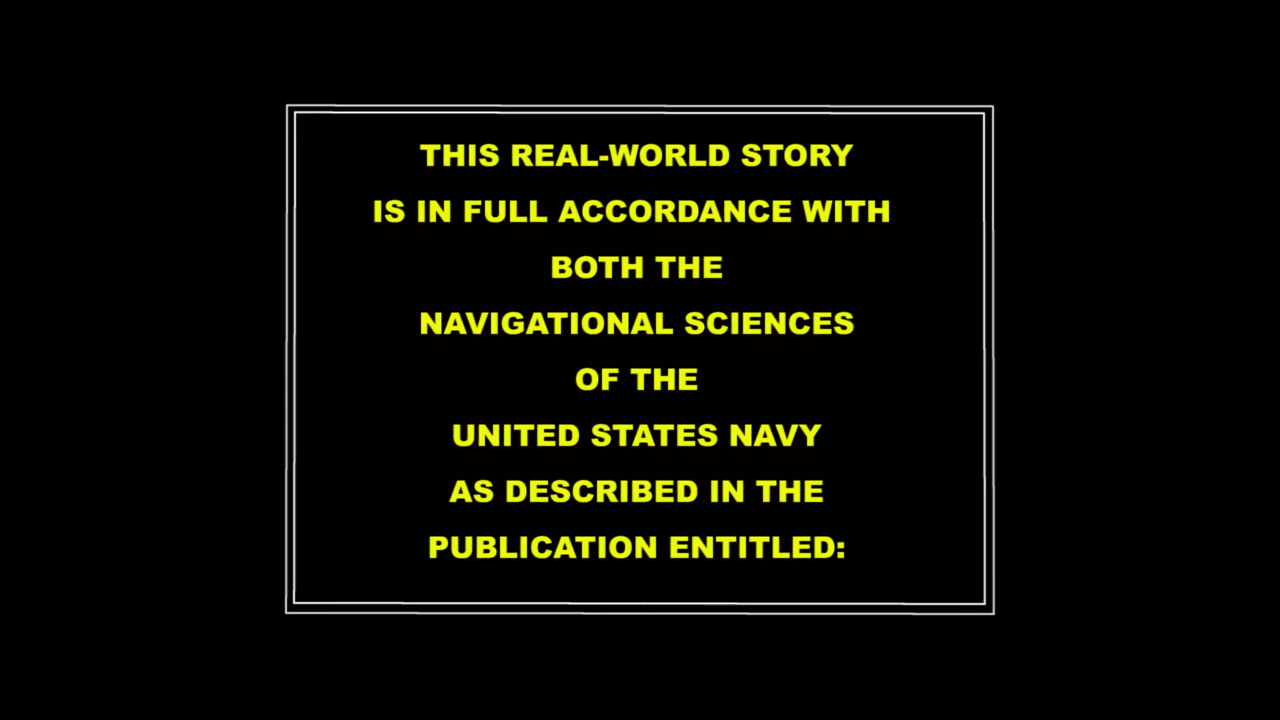 THIS REAL-WORLD STORY
IS IN FULL ACCORDANCE WITH
BOTH THE
NAVIGATIONAL SCIENCES
OF THE
UNITED STATES NAVY
AS DESCRIBED IN THE
PUBLICATION ENTITLED: